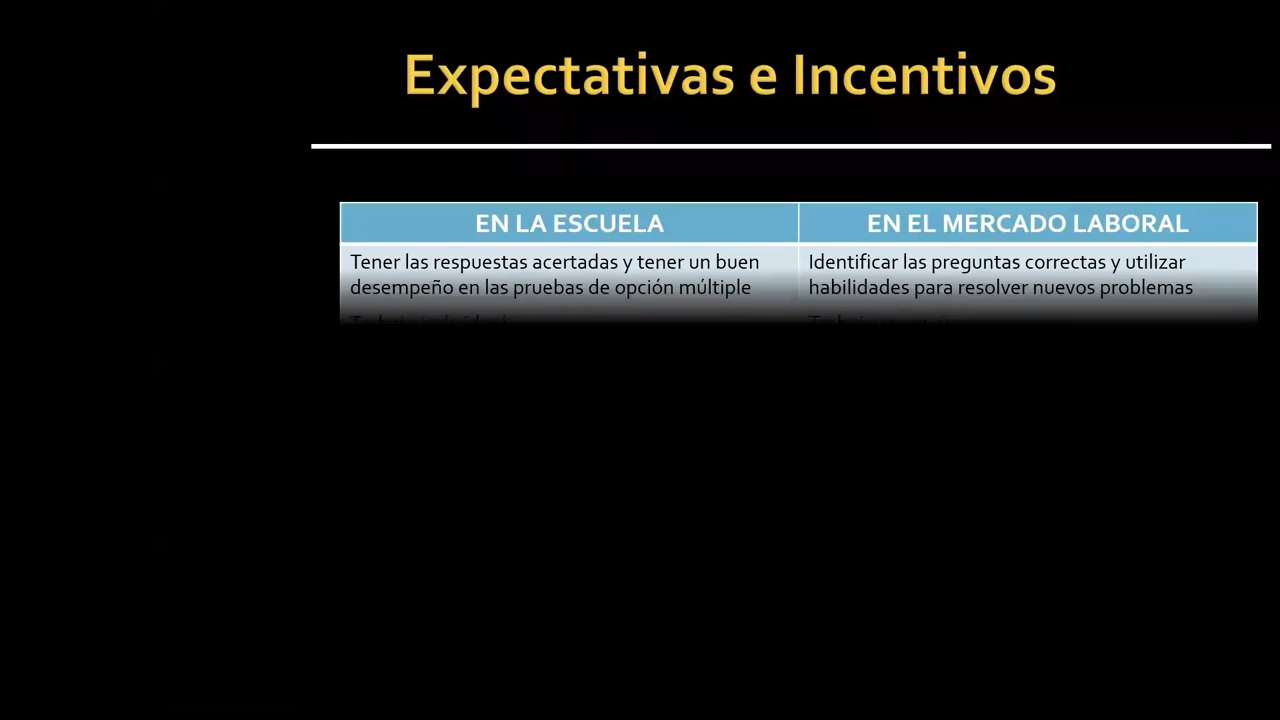 Expectativas e Incentivos
EN LA ESCUELA
EN EL MERCADO LABORAL
Tener las respuestas acertadas y tener un buen
desempeño en las pruebas de opción múltiple
Identificar las preguntas correctas y utilizar
habilidades para resolver nuevos problemas